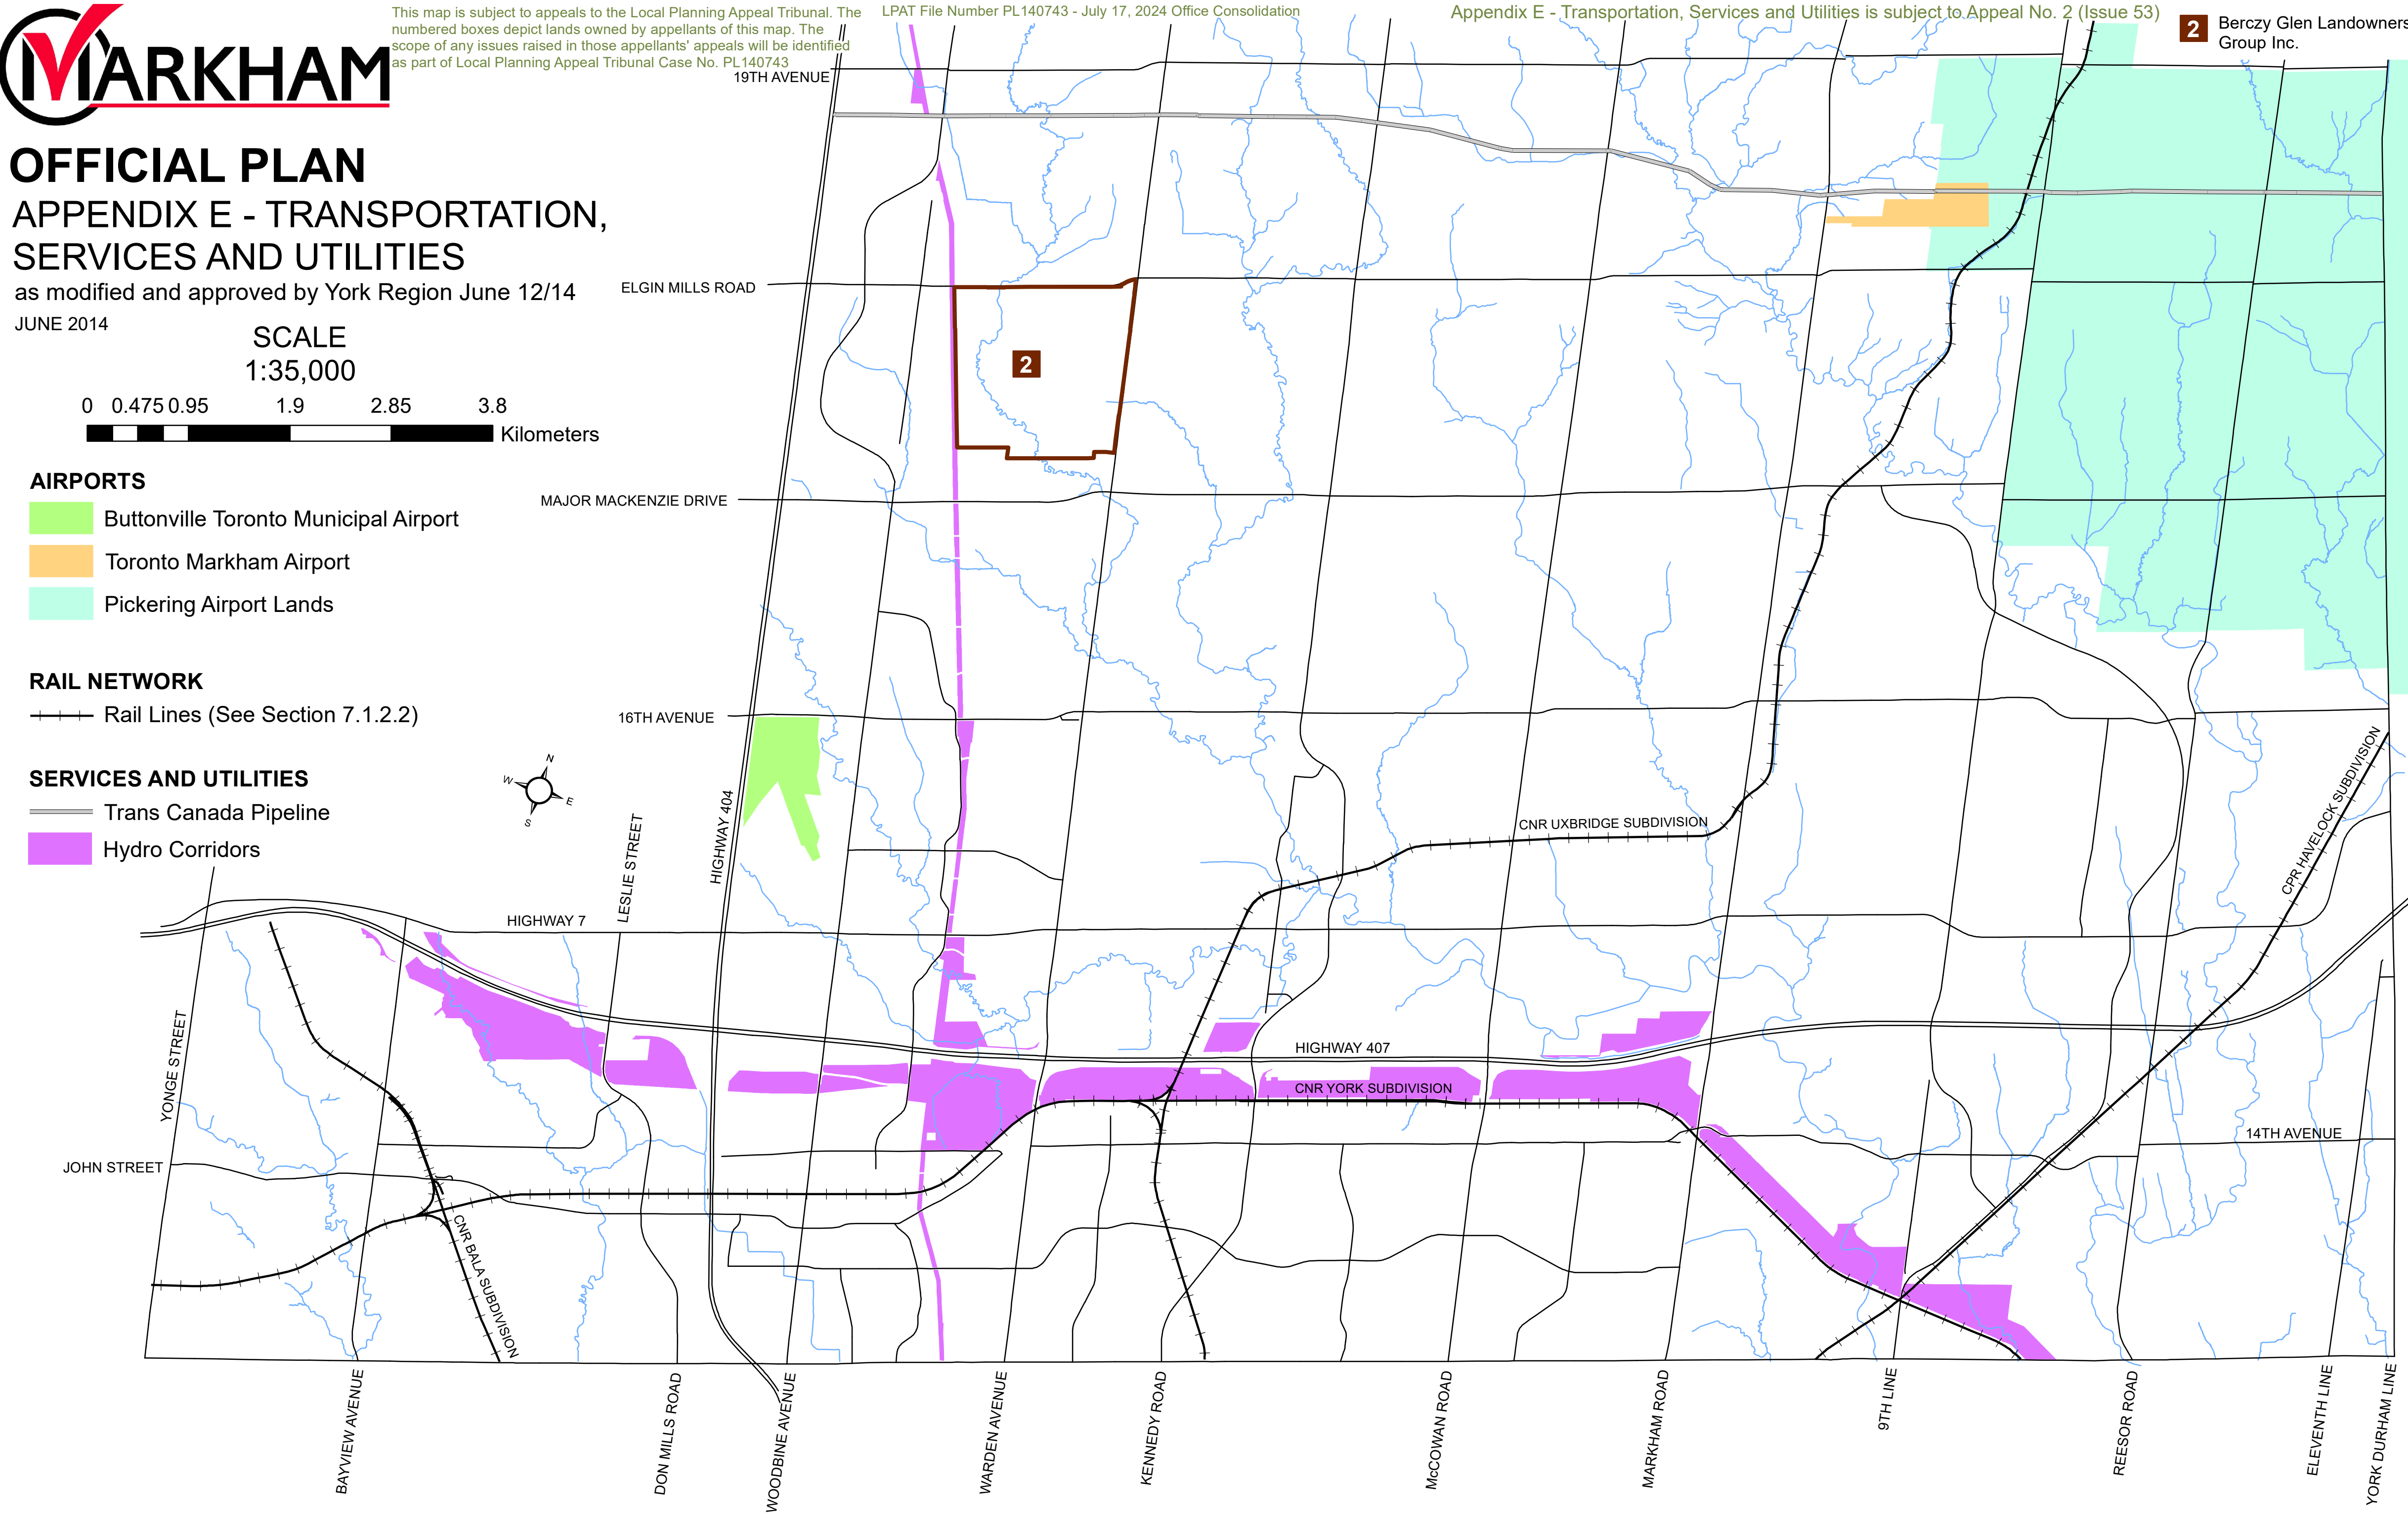 This map is subject to appeals to the Local Planning Appeal Tribunal. The
numbered boxes depict lands owned by appellants of this map. The
scope of any issues raised in those appellants' appeals will be identified
as part of Local Planning Appeal Tribunal Case No. PL140743
LPAT File Number PL140743 - July 17, 2024 Office Consolidation
Appendix E - Transportation, Services and Utilities is subject to Appeal No. 2 (Issue 53)
2
Berczy Glen Landowners
Group Inc.
MARKHAM
OFFICIAL PLAN
APPENDIX E - TRANSPORTATION,
SERVICES AND UTILITIES
as modified and approved by York Region June 12/14
JUNE 2014
SCALE
1:35,000
0 0.475 0.95 1.9 2.85 3.8
Kilometers
AIRPORTS
Buttonville Toronto Municipal Airport
Toronto Markham Airport
Pickering Airport Lands
RAIL NETWORK
Rail Lines (See Section 7.1.2.2)
SERVICES AND UTILITIES
Trans Canada Pipeline
Hydro Corridors
N
W
E
S
19TH AVENUE
ELGIN MILLS ROAD
2
MAJOR MACKENZIE DRIVE
16TH AVENUE
HIGHWAY 404
LESLIE STREET
HIGHWAY 7
CNR UXBRIDGE SUBDIVISION
CPR HAVELOCK SUBDIVISION
HIGHWAY 407
CNR YORK SUBDIVISION
YONGE STREET
14TH AVENUE
JOHN STREET
CNR BALA SUBDIVISION
BAYVIEW AVENUE
DON MILLS ROAD
WOODBINE AVENUE
WARDEN AVENUE
KENNEDY ROAD
McCOWAN ROAD
MARKHAM ROAD
9TH LINE
REESOR ROAD
ELEVENTH LINE
YORK DURHAM LINE